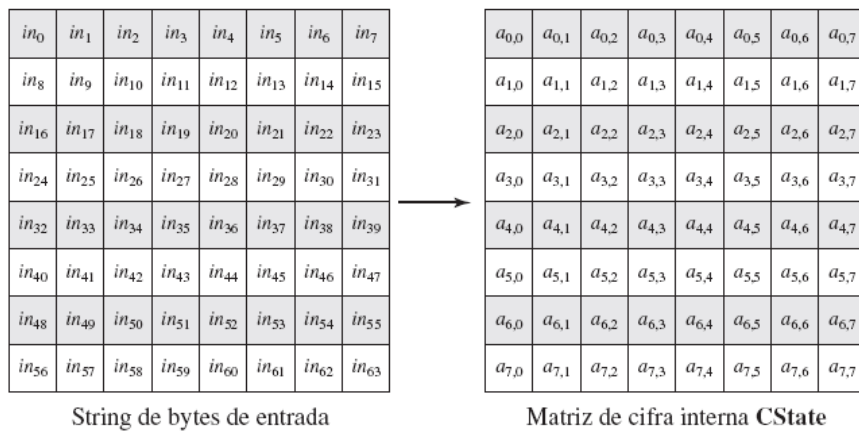 in₀ in₁ in₂ in₃ in₄ in₅ in₆ in₇ a₀,₀ a₀,₁ a₀,₂ a₀,₃ a₀,₄ a₀,₅ a₀,₆ a₀,₇
in₈ in₉ in₁₀ in₁₁ in₁₂ in₁₃ in₁₄ in₁₅ a₁,₀ a₁,₁ a₁,₂ a₁,₃ a₁,₄ a₁,₅ a₁,₆ a₁,₇
in₁₆ in₁₇ in₁₈ in₁₉ in₂₀ in₂₁ in₂₂ in₂₃ a₂,₀ a₂,₁ a₂,₂ a₂,₃ a₂,₄ a₂,₅ a₂,₆ a₂,₇
in₂₄ in₂₅ in₂₆ in₂₇ in₂₈ in₂₉ in₃₀ in₃₁ a₃,₀ a₃,₁ a₃,₂ a₃,₃ a₃,₄ a₃,₅ a₃,₆ a₃,₇
in₃₂ in₃₃ in₃₄ in₃₅ in₃₆ in₃₇ in₃₈ in₃₉ a₄,₀ a₄,₁ a₄,₂ a₄,₃ a₄,₄ a₄,₅ a₄,₆ a₄,₇
in₄₀ in₄₁ in₄₂ in₄₃ in₄₄ in₄₅ in₄₆ in₄₇ a₅,₀ a₅,₁ a₅,₂ a₅,₃ a₅,₄ a₅,₅ a₅,₆ a₅,₇
in₄₈ in₄₉ in₅₀ in₅₁ in₅₂ in₅₃ in₅₄ in₅₅ a₆,₀ a₆,₁ a₆,₂ a₆,₃ a₆,₄ a₆,₅ a₆,₆ a₆,₇
in₅₆ in₅₇ in₅₈ in₅₉ in₆₀ in₆₁ in₆₂ in₆₃ a₇,₀ a₇,₁ a₇,₂ a₇,₃ a₇,₄ a₇,₅ a₇,₆ a₇,₇
String de bytes de entrada
Matriz de cifra interna CState